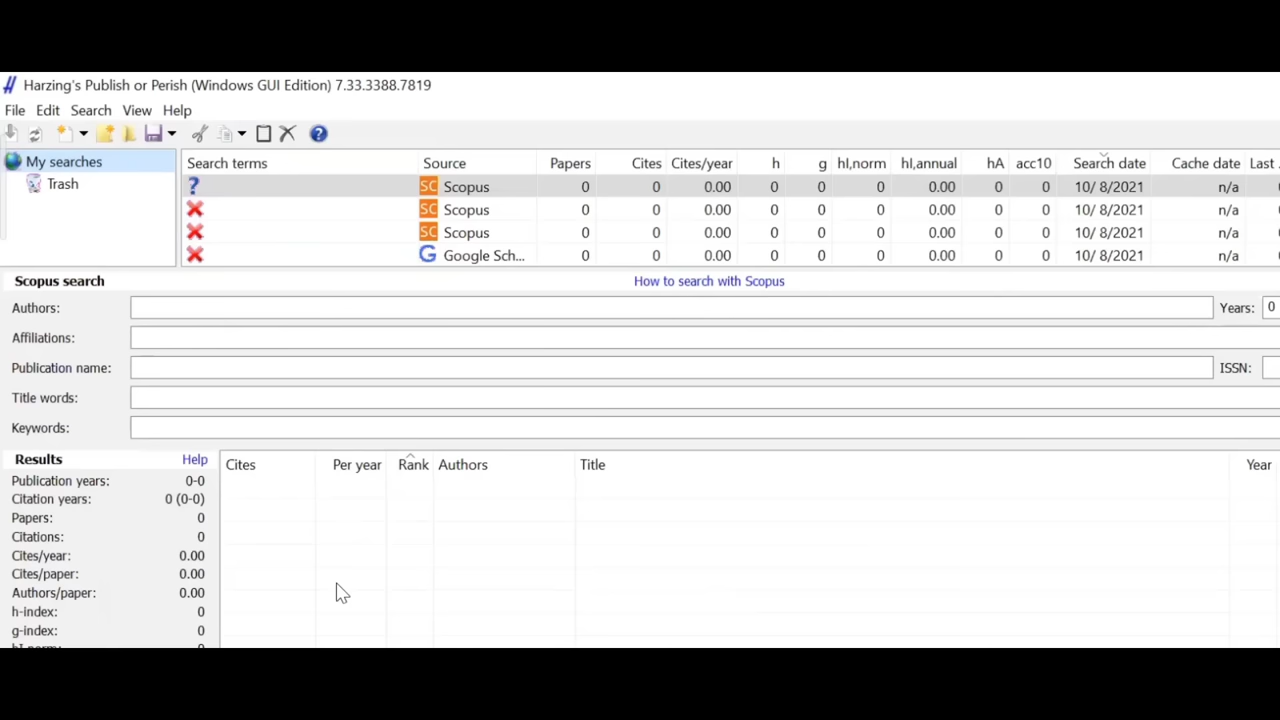 Harzing's Publish or Perish (Windows GUI Edition) 7.33.3388.7819
File Edit Search View Help
My searches
Trash
Search terms Source Papers Cites Cites/year h g hI,norm hI,annual hA acc10 Search date Cache date Last
? SC Scopus 0 0 0.00 0 0 0 0.00 0 0 10/ 8/2021 n/a
SC Scopus 0 0 0.00 0 0 0 0.00 0 0 10/ 8/2021 n/a
SC Scopus 0 0 0.00 0 0 0 0.00 0 0 10/ 8/2021 n/a
G Google Sch... 0 0 0.00 0 0 0 0.00 0 0 10/ 8/2021 n/a
Scopus search How to search with Scopus
Authors: Years: 0
Affiliations:
Publication name: ISSN:
Title words:
Keywords:
Results Help
Publication years: 0-0
Citation years: 0 (0-0)
Papers: 0
Citations: 0
Cites/year: 0.00
Cites/paper: 0.00
Authors/paper: 0.00
h-index: 0
g-index: 0
Cites Per year Rank Authors Title Year